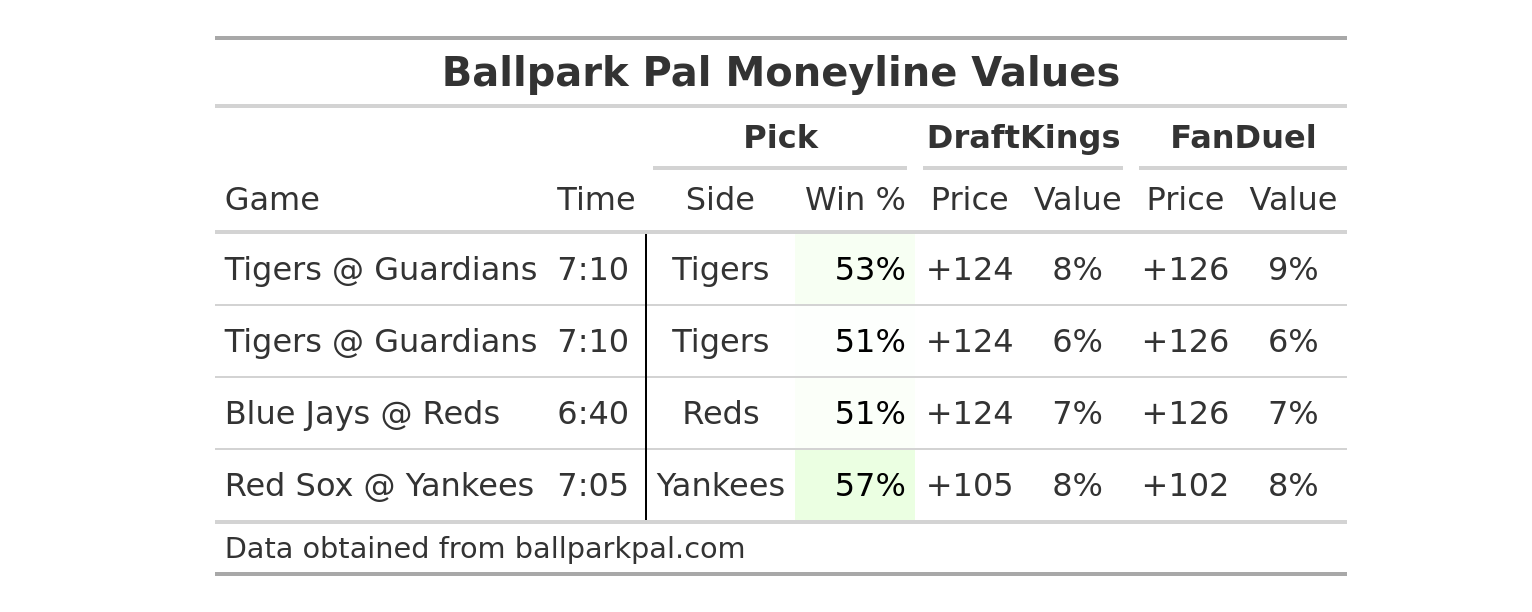 Ballpark Pal Moneyline Values
Pick DraftKings FanDuel
Game Time Side Win % Price Value Price Value
Tigers @ Guardians 7:10 Tigers 53% +124 8% +126 9%
Tigers @ Guardians 7:10 Tigers 51% +124 6% +126 6%
Blue Jays @ Reds 6:40 Reds 51% +124 7% +126 7%
Red Sox @ Yankees 7:05 Yankees 57% +105 8% +102 8%
Data obtained from ballparkpal.com